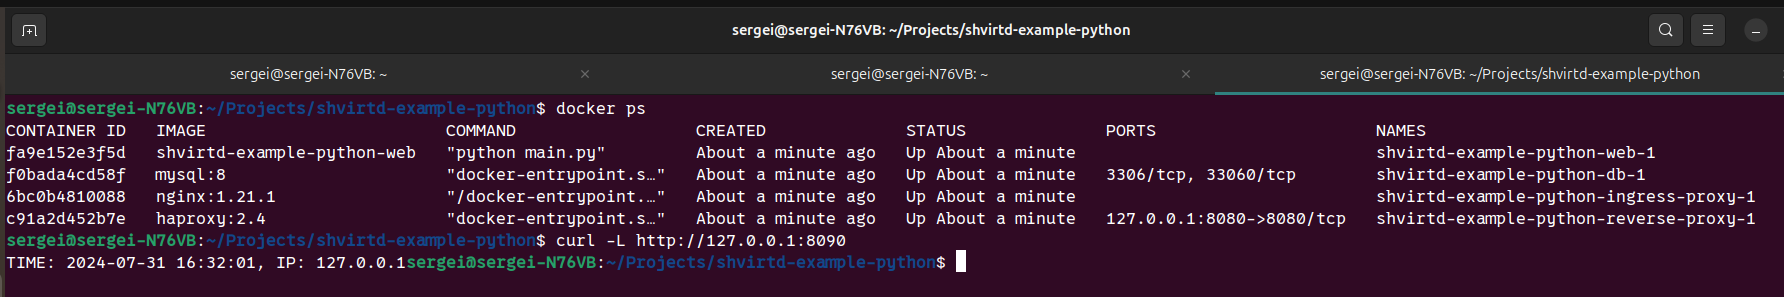 sergei@sergei-N76VB: ~/Projects/shvirtd-example-python
sergei@sergei-N76VB: ~ × sergei@sergei-N76VB: ~ × sergei@sergei-N76VB: ~/Projects/shvirtd-example-python
sergei@sergei-N76VB:~/Projects/shvirtd-example-python$ docker ps
CONTAINER ID   IMAGE                        COMMAND                  CREATED              STATUS              PORTS                      NAMES
fa9e152e3f5d   shvirtd-example-python-web   "python main.py"         About a minute ago   Up About a minute                              shvirtd-example-python-web-1
f0bada4cd58f   mysql:8                      "docker-entrypoint.s…"   About a minute ago   Up About a minute   3306/tcp, 33060/tcp        shvirtd-example-python-db-1
6bc0b4810088   nginx:1.21.1                 "/docker-entrypoint.…"   About a minute ago   Up About a minute                              shvirtd-example-python-ingress-proxy-1
c91a2d452b7e   haproxy:2.4                  "docker-entrypoint.s…"   About a minute ago   Up About a minute   127.0.0.1:8080->8080/tcp   shvirtd-example-python-reverse-proxy-1
sergei@sergei-N76VB:~/Projects/shvirtd-example-python$ curl -L http://127.0.0.1:8090
TIME: 2024-07-31 16:32:01, IP: 127.0.0.1sergei@sergei-N76VB:~/Projects/shvirtd-example-python$